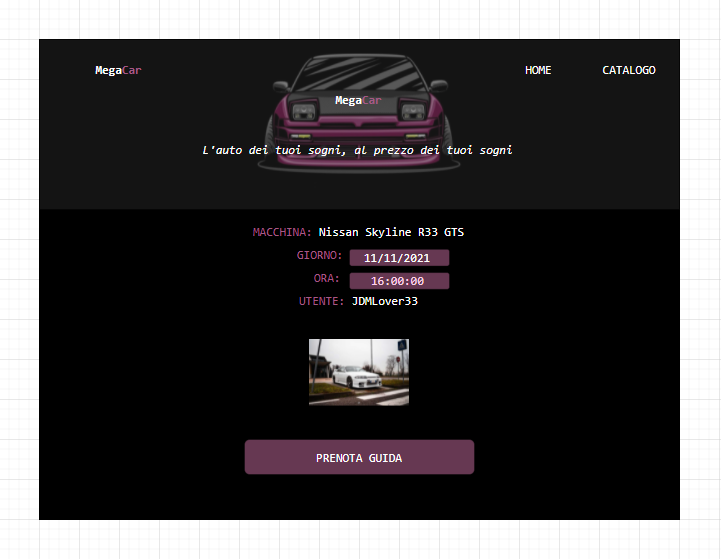 MegaCar HOME CATALOGO
MegaCar
L'auto dei tuoi sogni, al prezzo dei tuoi sogni
MACCHINA: Nissan Skyline R33 GTS
GIORNO: 11/11/2021
ORA: 16:00:00
UTENTE: JDMLover33
PRENOTA GUIDA